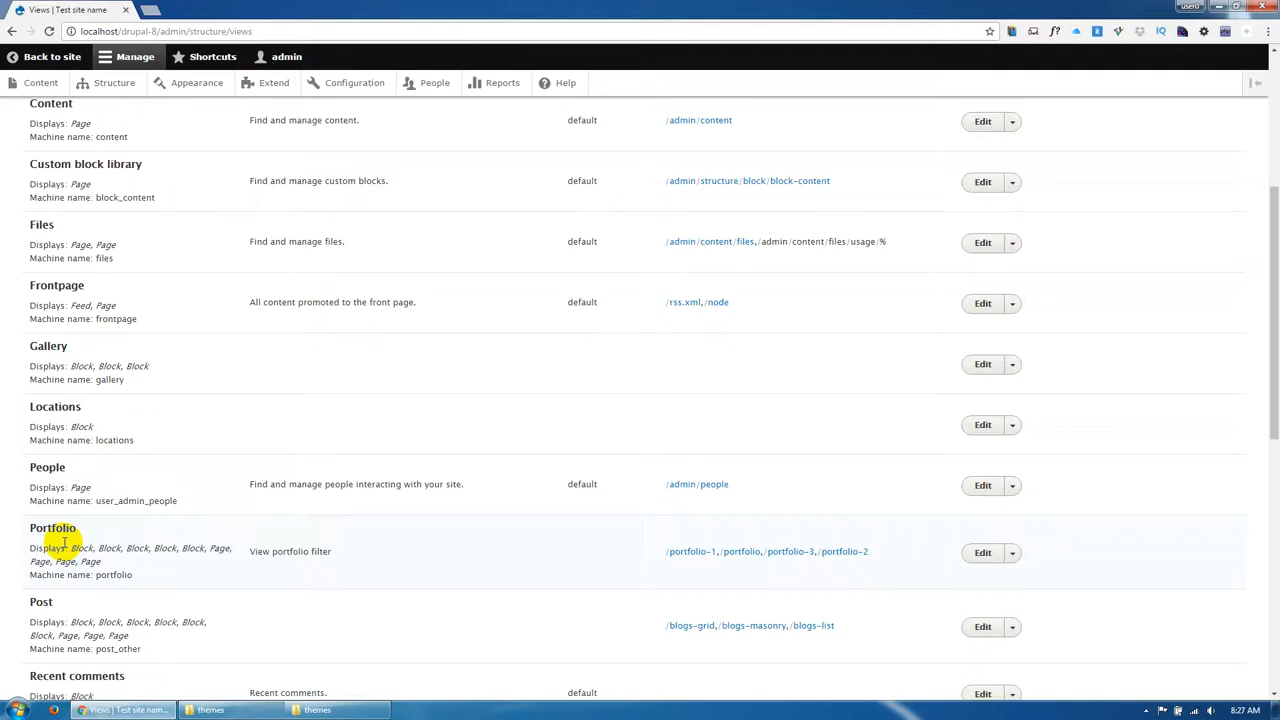 Views | Test site name
user0
localhost/drupal-8/admin/structure/views
Back to site
Manage
Shortcuts
admin
Content
Structure
Appearance
Extend
Configuration
People
Reports
Help
Content
Displays: Page
Machine name: content
Find and manage content.
default
/admin/content
Edit
Custom block library
Displays: Page
Machine name: block_content
Find and manage custom blocks.
default
/admin/structure/block/block-content
Edit
Files
Displays: Page, Page
Machine name: files
Find and manage files.
default
/admin/content/files,/admin/content/files/usage/%
Edit
Frontpage
Displays: Feed, Page
Machine name: frontpage
All content promoted to the front page.
default
/rss.xml,/node
Edit
Gallery
Displays: Block, Block, Block
Machine name: gallery
Edit
Locations
Displays: Block
Machine name: locations
Edit
People
Displays: Page
Machine name: user_admin_people
Find and manage people interacting with your site.
default
/admin/people
Edit
Portfolio
Displays: Block, Block, Block, Block, Block, Page,
Page, Page, Page
Machine name: portfolio
View portfolio filter
/portfolio-1,/portfolio,/portfolio-3,/portfolio-2
Edit
Post
Displays: Block, Block, Block, Block, Block,
Block, Page, Page, Page
Machine name: post_other
/blogs-grid,/blogs-masonry,/blogs-list
Edit
Recent comments
Displays: Block
Recent comments.
default
Edit
Views | Test site nam...
themes
themes
8:27 AM